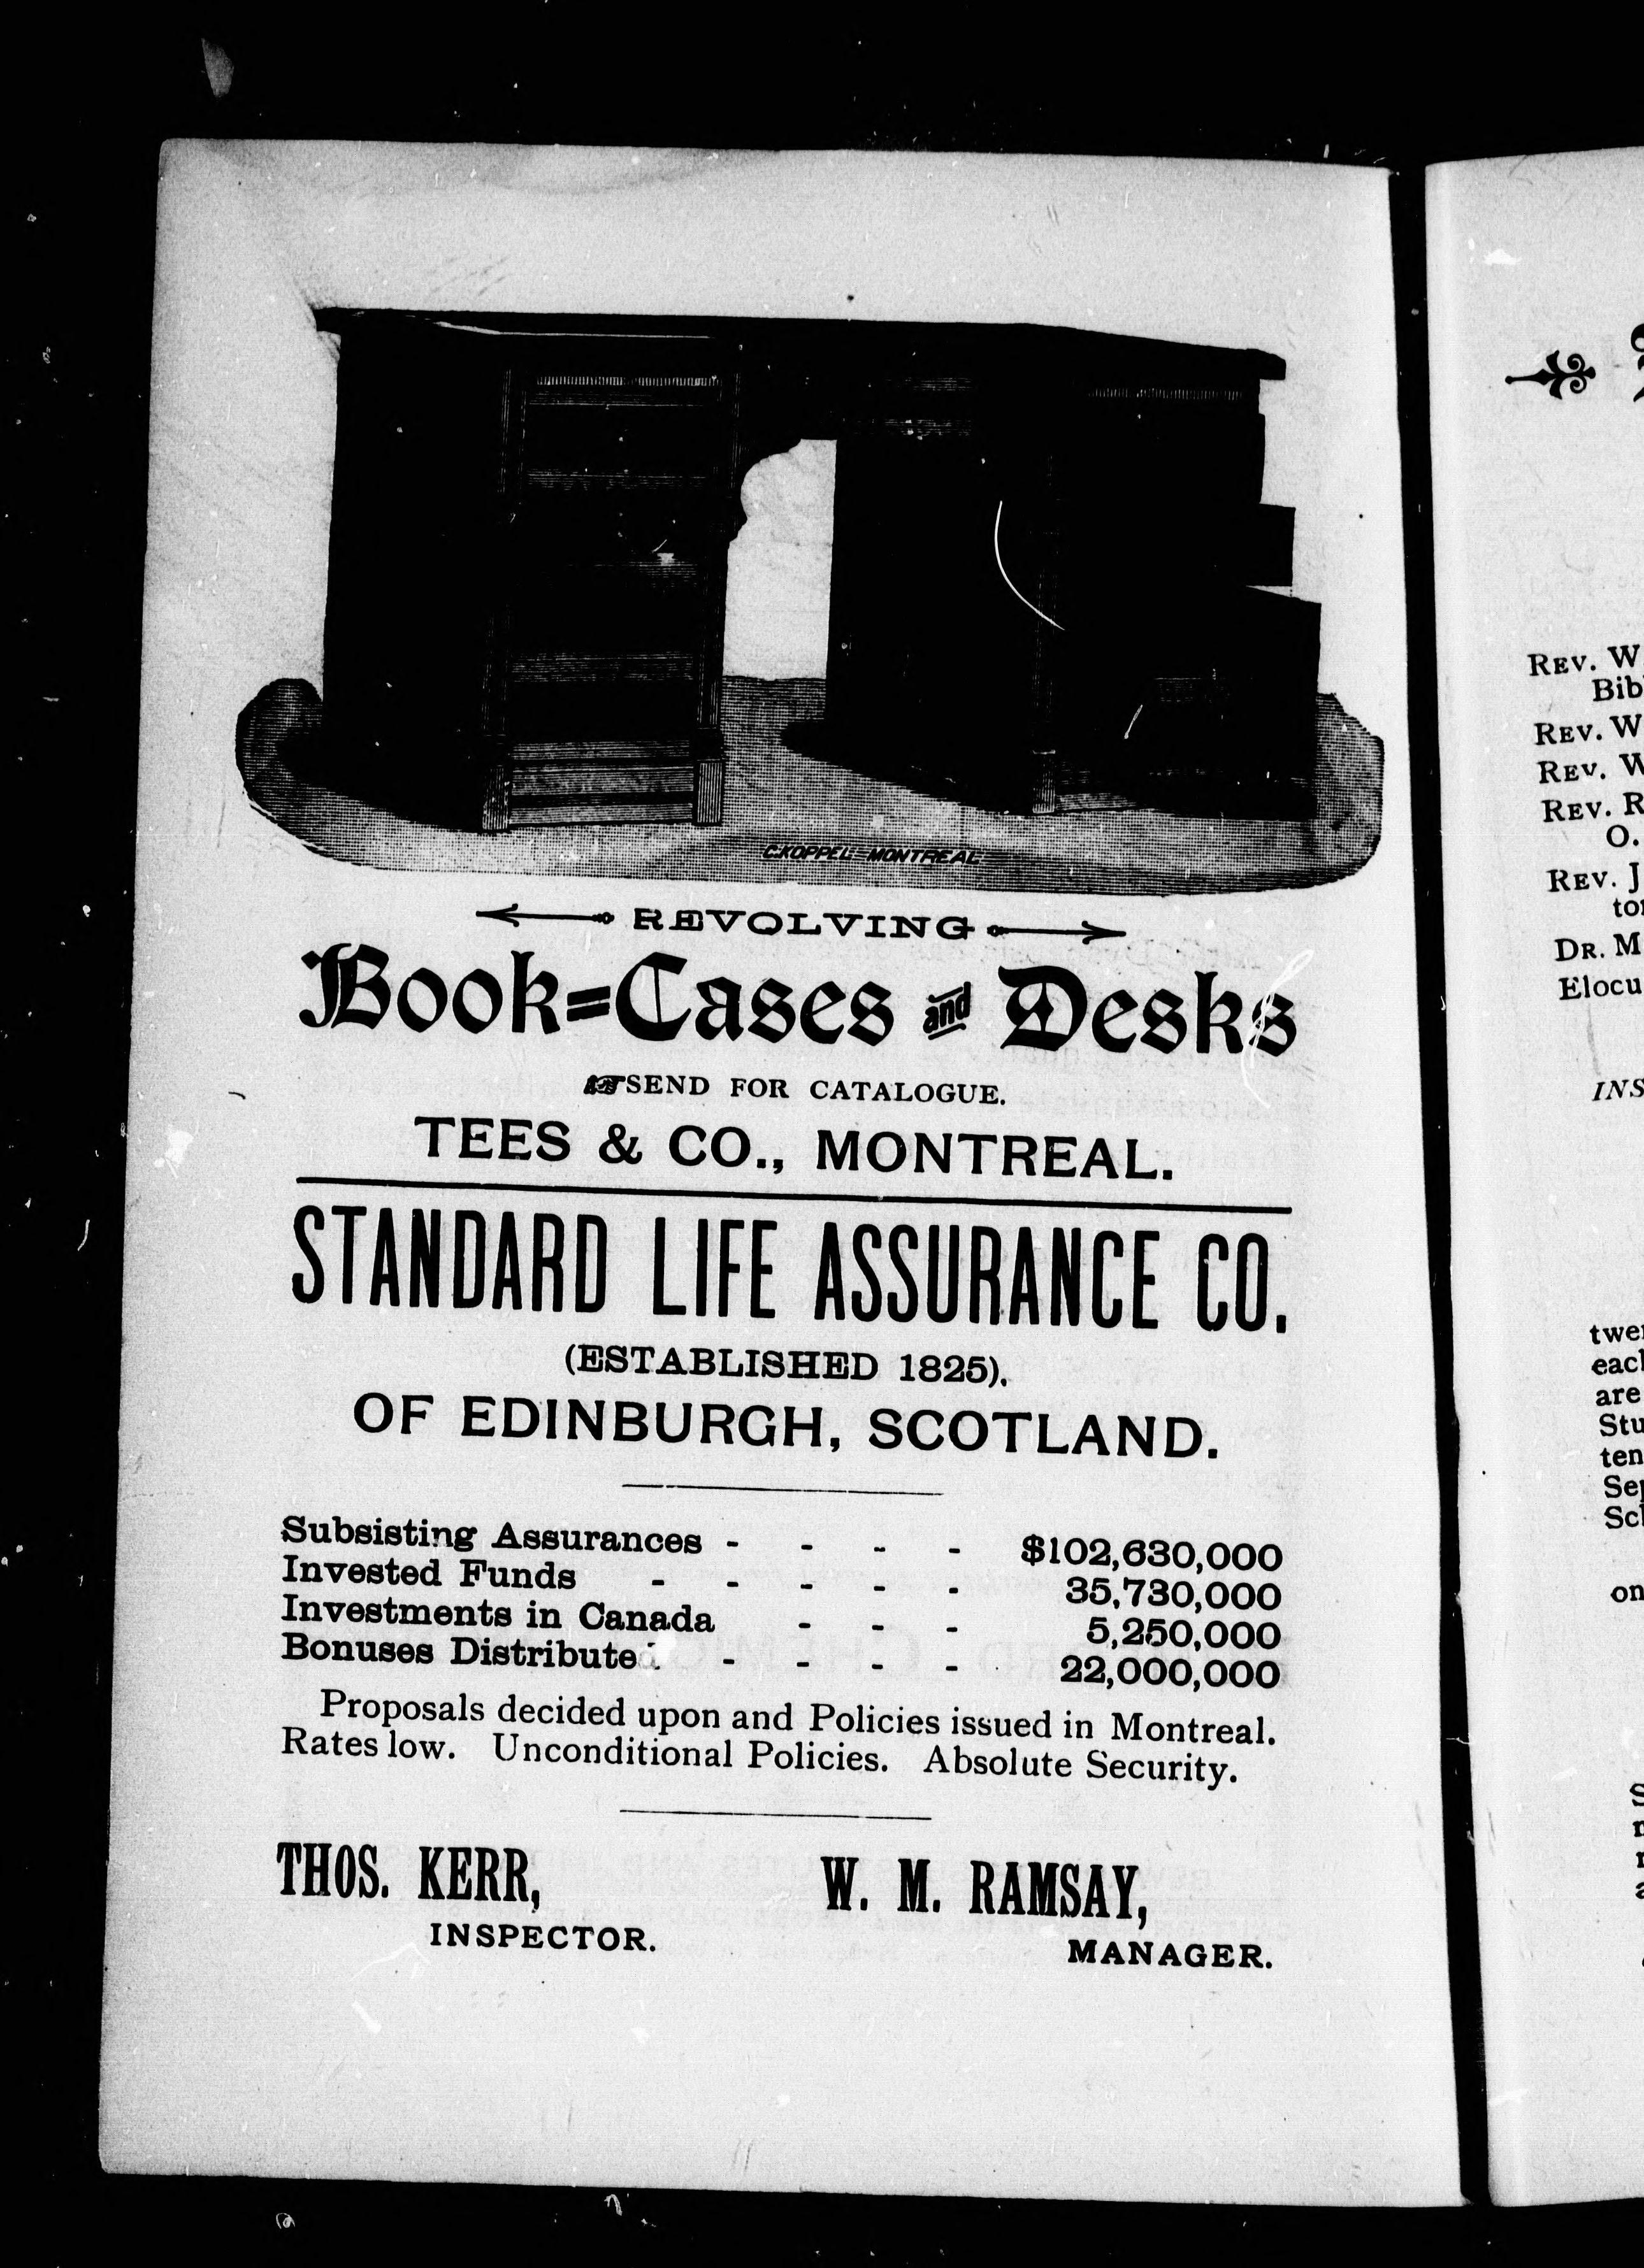 C. KOPPEL-MONTREAL
REVOLVING
Book=Cases and Desks
☞SEND FOR CATALOGUE.
TEES & CO., MONTREAL.
STANDARD LIFE ASSURANCE CO.
(ESTABLISHED 1825).
OF EDINBURGH, SCOTLAND.
Subsisting Assurances - - - - $102,630,000
Invested Funds - - - - - 35,730,000
Investments in Canada - - - 5,250,000
Bonuses Distributed - - - - 22,000,000
Proposals decided upon and Policies issued in Montreal.
Rates low. Unconditional Policies. Absolute Security.
THOS. KERR,
INSPECTOR.
W. M. RAMSAY,
MANAGER.
REV. W
Bib
REV. W
REV. W
REV. R
O.
REV. J
tor
DR. M
Elocu
INS
twe
each
are
Stu
ten
Sep
Sch
on